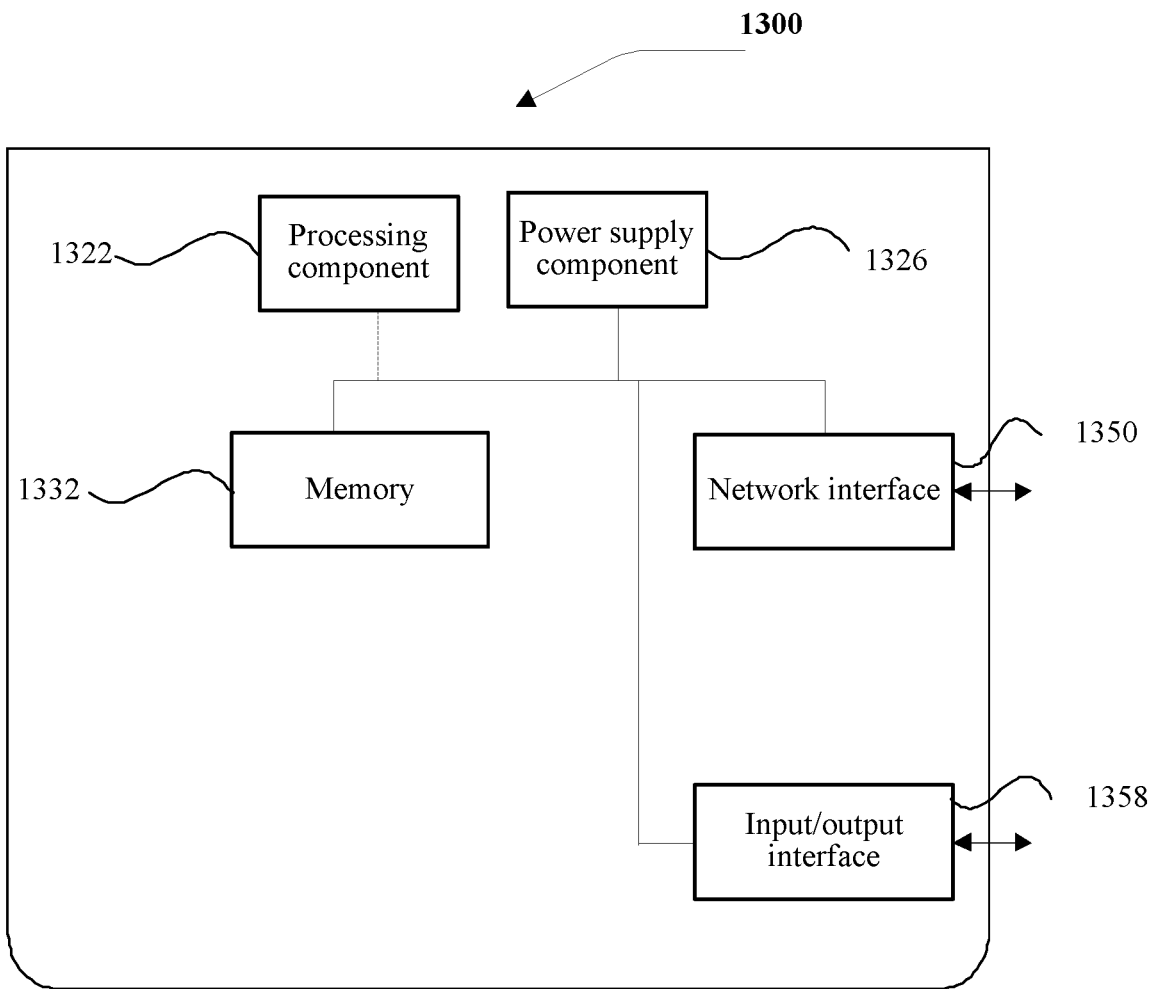 1300
Processing
component
1322
Power supply
component
1326
Memory
1332
Network interface
1350
Input/output
interface
1358